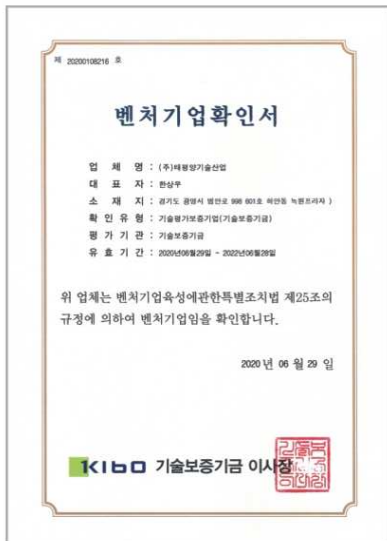 제 20200108216 호
벤처기업확인서
업 체 명 : (주)태평양기술산업
대 표 자 : 한상우
소 재 지 : 경기도 광명시 범안로 998 601호 하안동 녹원프라자 )
확 인 유 형 : 기술평가보증기업(기술보증기금)
평 가 기 관 : 기술보증기금
유 효 기 간 : 2020년06월29일 ~ 2022년06월28일
위 업체는 벤처기업육성에관한특별조치법 제25조의
규정에 의하여 벤처기업임을 확인합니다.
2020 년 06 월 29 일
KIBO 기술보증기금 이사장